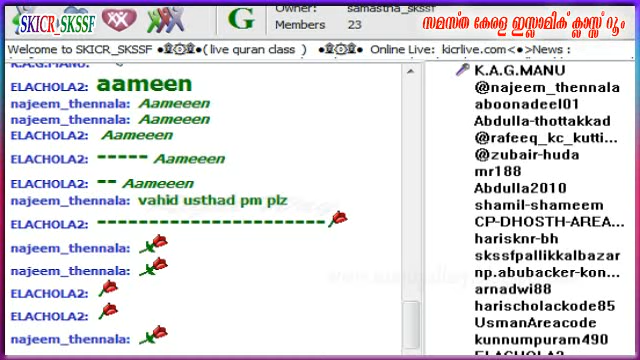 SKICR_SKSSF
G
Owner: samastha_skssf
Members 23
സമസ്ത കേരള ഇസ്ലാമിക് ക്ലാസ്സ് റൂം
Welcome to SKICR_SKSSF •۞۞• ( live quran class ) •۞۞• Online Live: kicrlive.com<•>News :
K.A.G.MANU:
ELACHOLA2: aameen
najeem_thennala: Aameeen
najeem_thennala: Aameeen
ELACHOLA2: Aameeen
ELACHOLA2: ----- Aameeen
ELACHOLA2: -- Aameeen
najeem_thennala: vahid usthad pm plz
ELACHOLA2: ------------------------
najeem_thennala:
najeem_thennala:
ELACHOLA2:
ELACHOLA2:
najeem_thennala:
K.A.G.MANU
@najeem_thennala
aboonadeel01
Abdulla-thottakkad
@rafeeq_kc_kutti...
@zubair-huda
mr188
Abdulla2010
shamil-shameem
CP-DHOSTH-AREA...
harisknr-bh
skssfpallikkalbazar
np.abubacker-kon...
arnadwi88
harischolackode85
UsmanAreacode
kunnumpuram490
ELACHOLA2